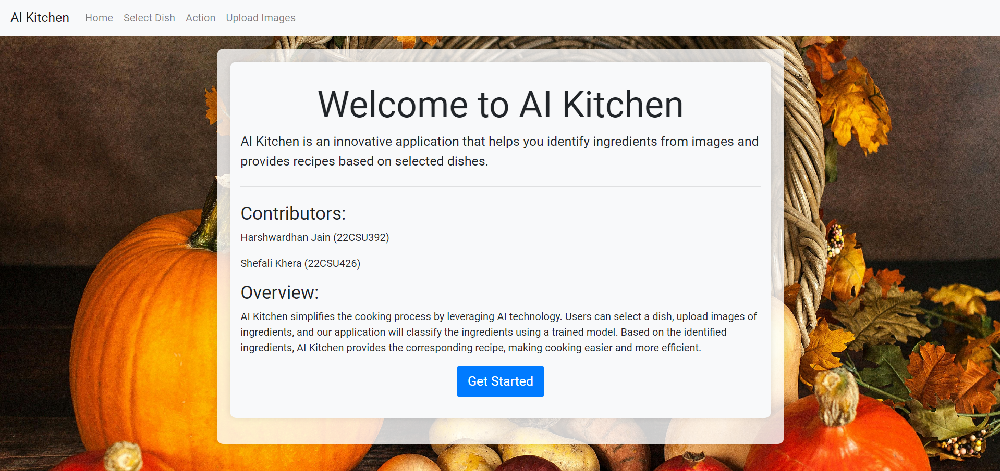 AI Kitchen Home Select Dish Action Upload Images
Welcome to AI Kitchen
AI Kitchen is an innovative application that helps you identify ingredients from images and
provides recipes based on selected dishes.
Contributors:
Harshwardhan Jain (22CSU392)
Shefali Khera (22CSU426)
Overview:
AI Kitchen simplifies the cooking process by leveraging AI technology. Users can select a dish, upload images of
ingredients, and our application will classify the ingredients using a trained model. Based on the identified
ingredients, AI Kitchen provides the corresponding recipe, making cooking easier and more efficient.
Get Started